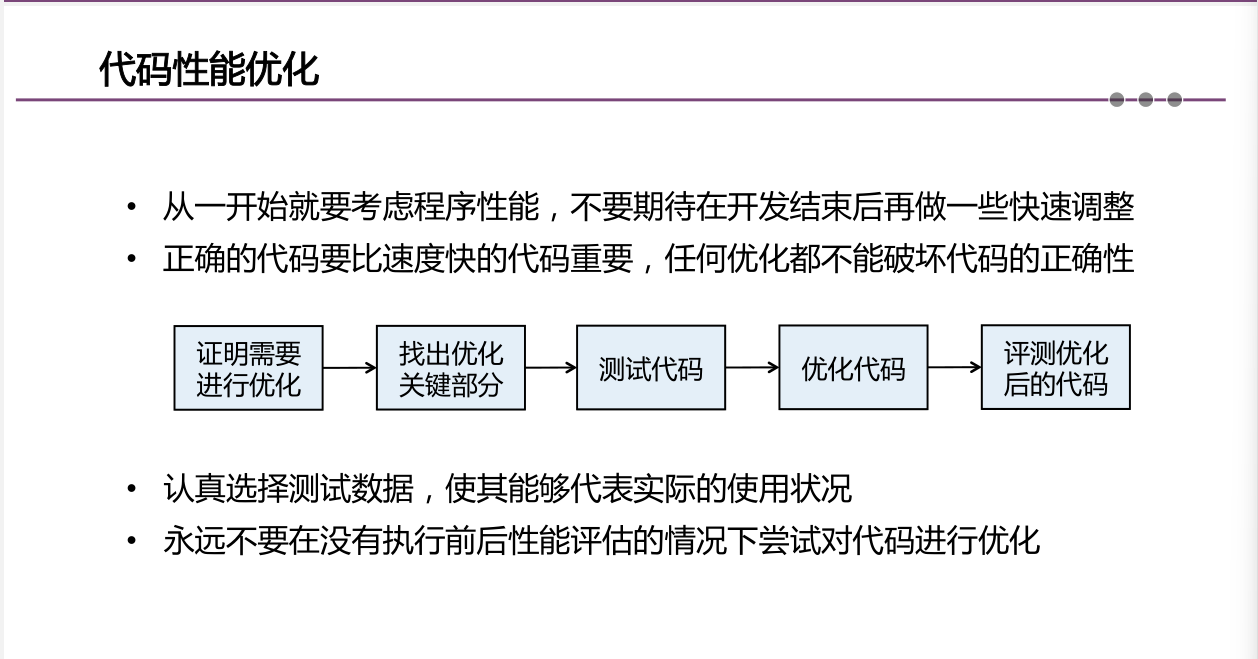 代码性能优化
• 从一开始就要考虑程序性能，不要期待在开发结束后再做一些快速调整
• 正确的代码要比速度快的代码重要，任何优化都不能破坏代码的正确性
证明需要
进行优化
找出优化
关键部分
测试代码
优化代码
评测优化
后的代码
• 认真选择测试数据，使其能够代表实际的使用状况
• 永远不要在没有执行前后性能评估的情况下尝试对代码进行优化